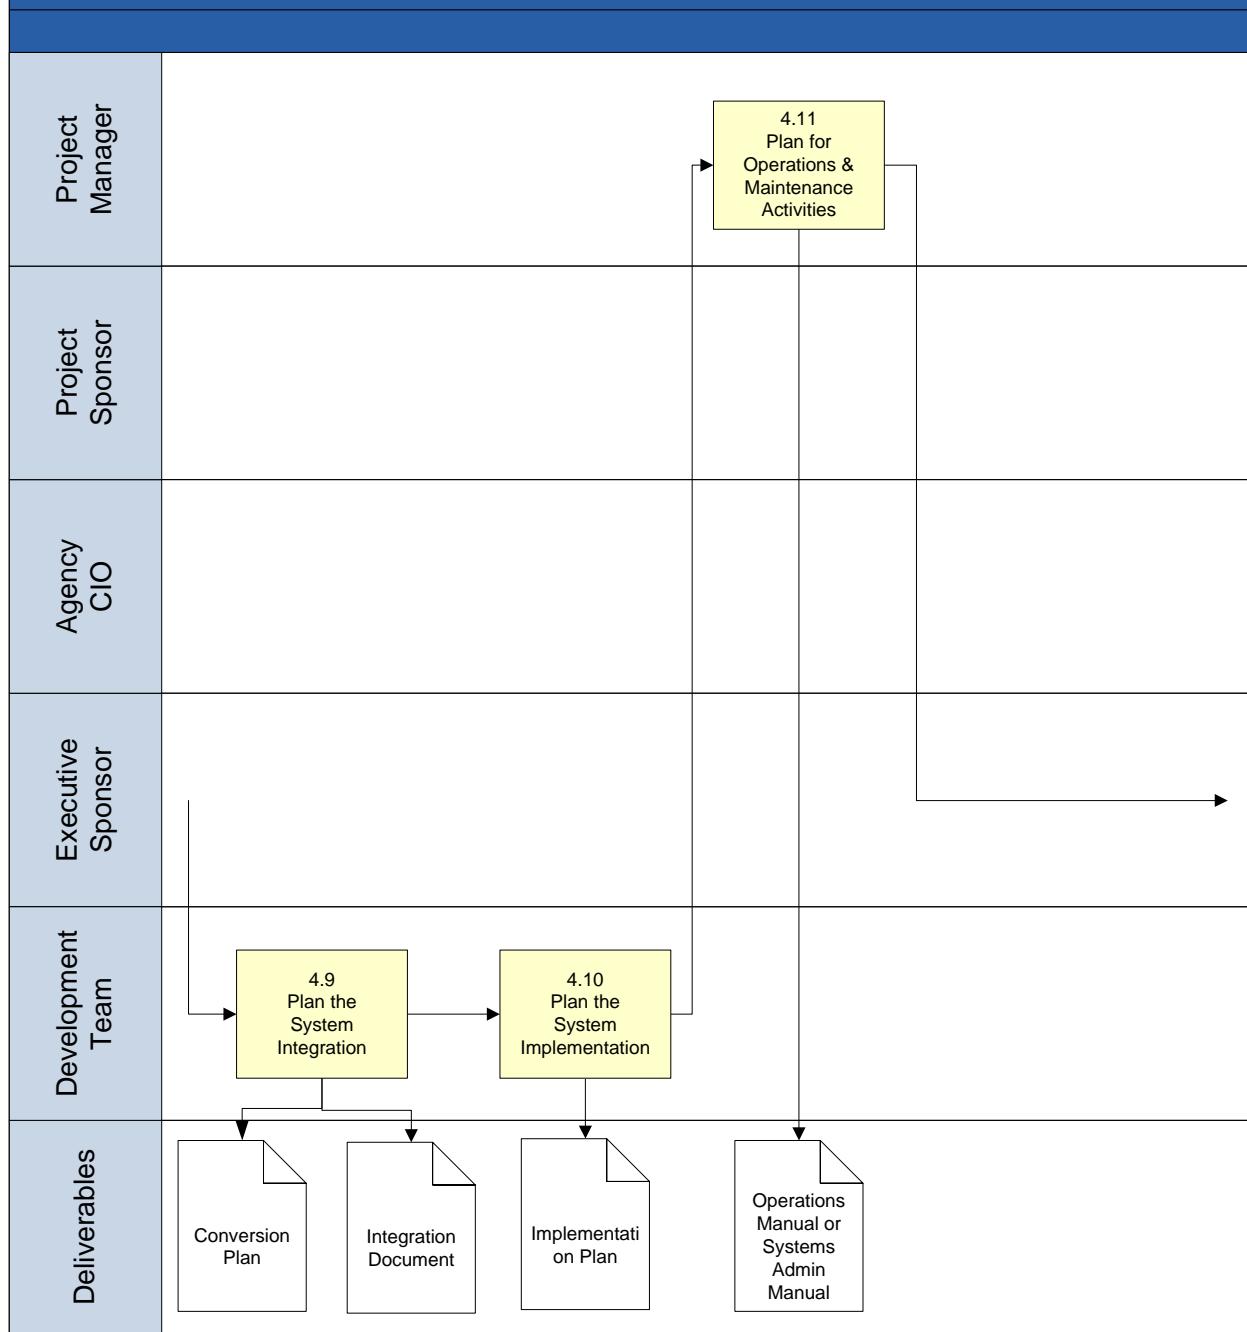 Project
Manager
4.11
Plan for
Operations &
Maintenance
Activities
Project
Sponsor
Agency
CIO
Executive
Sponsor
Development
Team
4.9
Plan the
System
Integration
4.10
Plan the
System
Implementation
Deliverables
Conversion
Plan
Integration
Document
Implementati
on Plan
Operations
Manual or
Systems
Admin
Manual